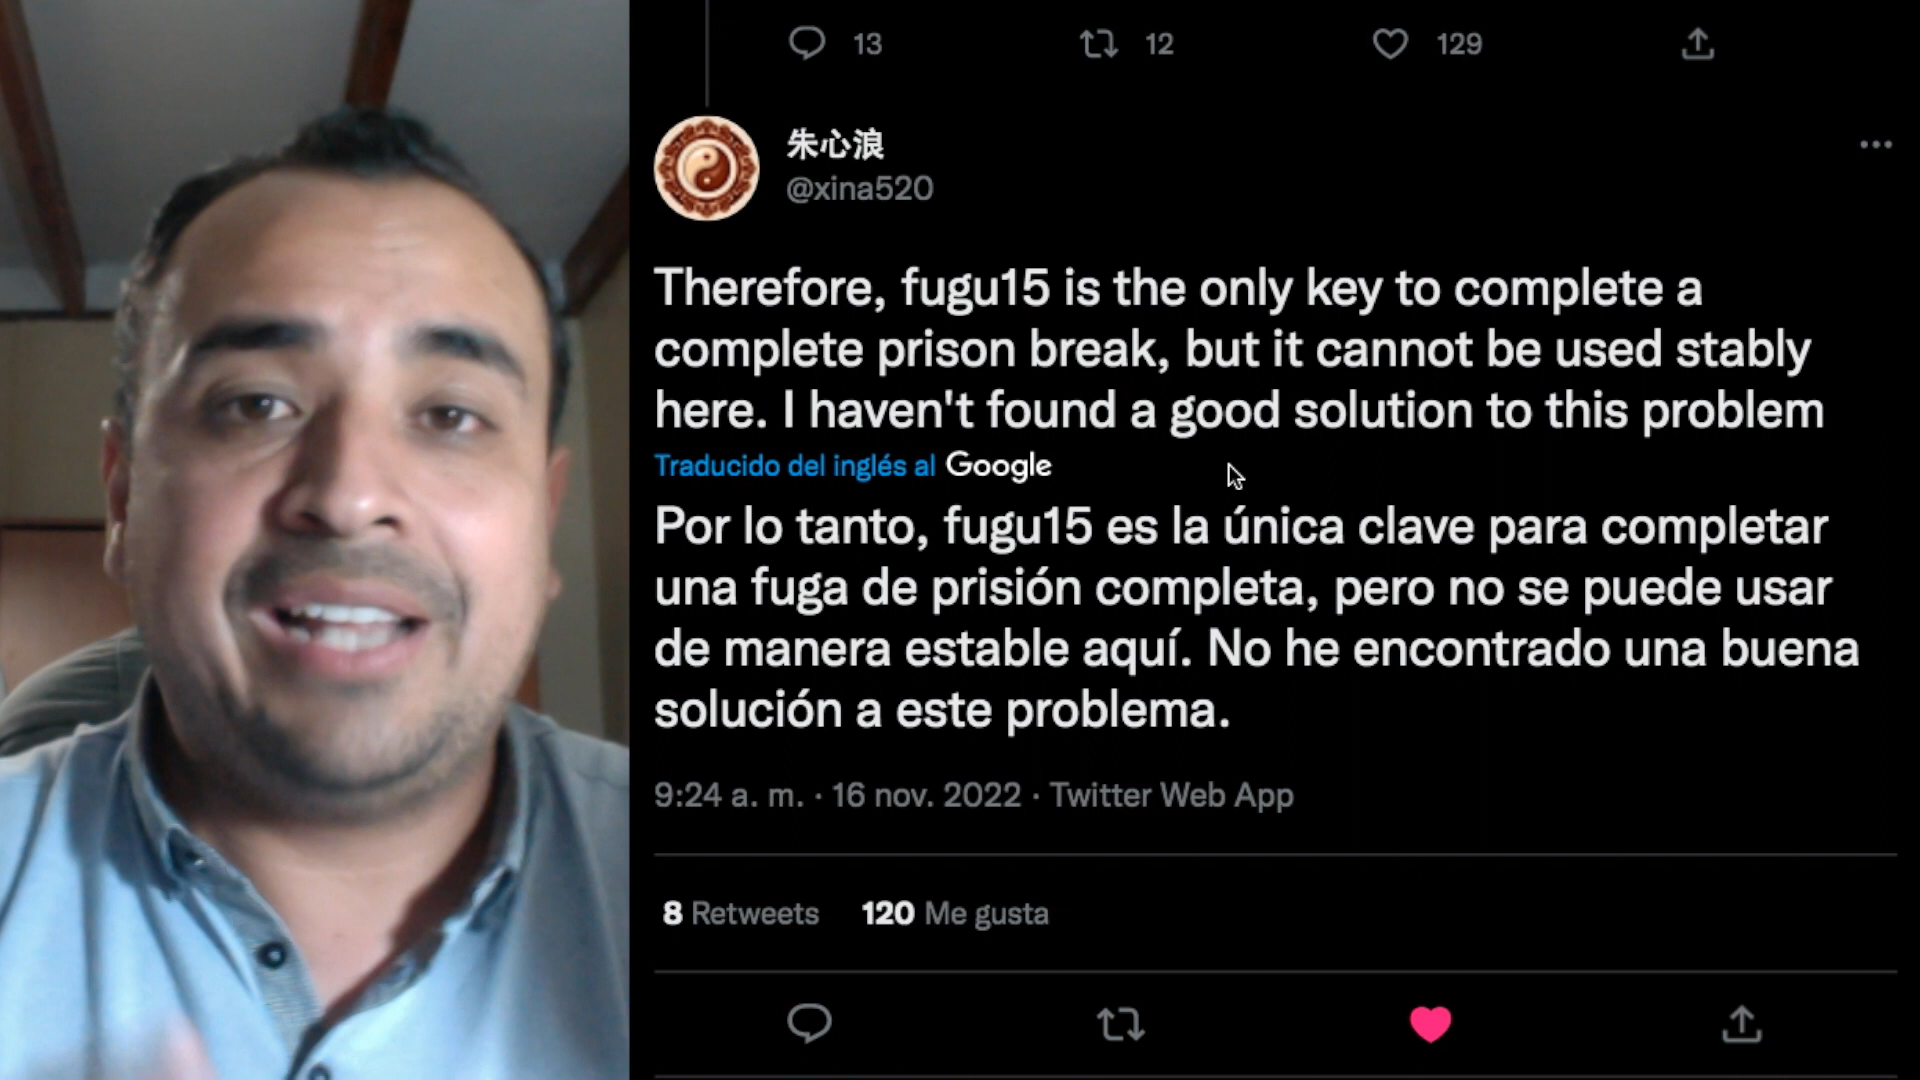 13 12 129
朱心浪
@xina520
Therefore, fugu15 is the only key to complete a
complete prison break, but it cannot be used stably
here. I haven't found a good solution to this problem
Traducido del inglés al Google
Por lo tanto, fugu15 es la única clave para completar
una fuga de prisión completa, pero no se puede usar
de manera estable aquí. No he encontrado una buena
solución a este problema.
9:24 a. m. · 16 nov. 2022 · Twitter Web App
8 Retweets 120 Me gusta